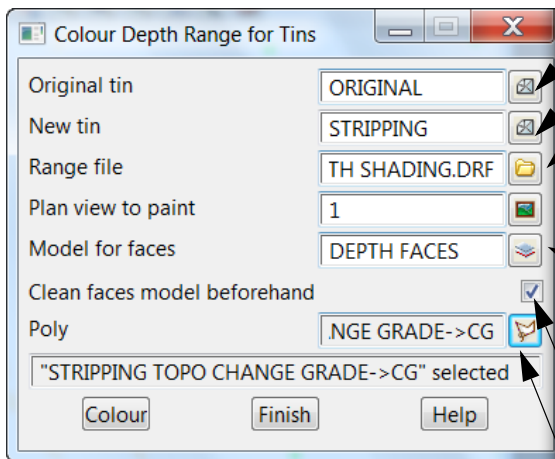 Colour Depth Range for Tins
Original tin ORIGINAL
New tin STRIPPING
Range file TH SHADING.DRF
Plan view to paint 1
Model for faces DEPTH FACES
Clean faces model beforehand
Poly .NGE GRADE->CG
"STRIPPING TOPO CHANGE GRADE->CG" selected
Colour Finish Help